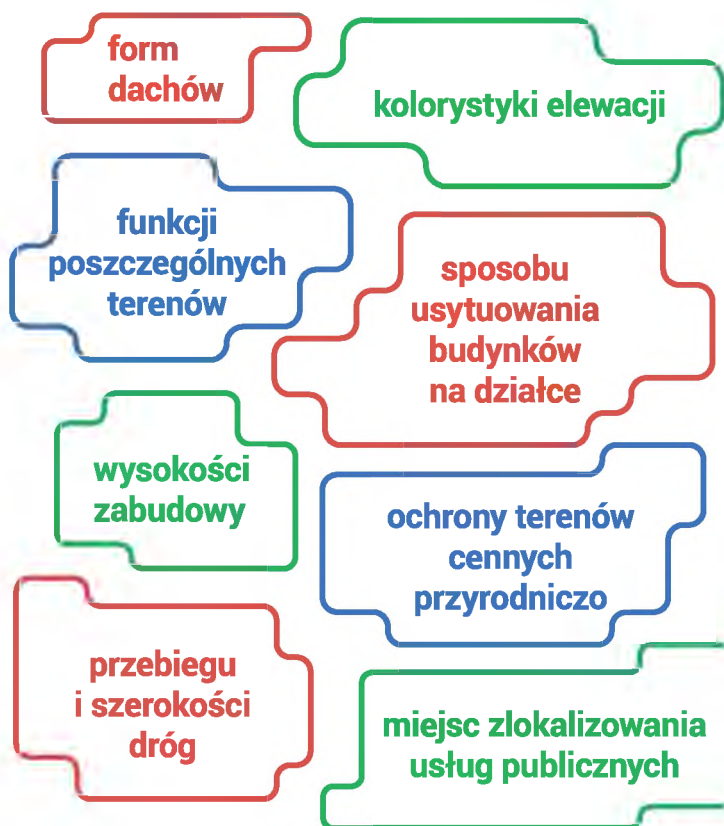 form
dachów
kolorystyki elewacji
funkcji
poszczególnych
terenów
sposobu
usytuowania
budynków
na działce
wysokości
zabudowy
ochrony terenów
cennych
przyrodniczo
przebiegu
i szerokości
dróg
miejsc zlokalizowania
usług publicznych